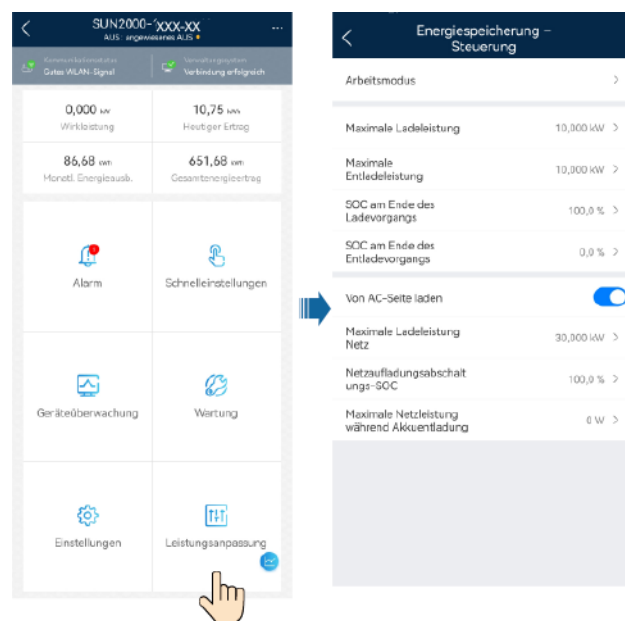 SUN2000-XXX-XX
AUS: angewiesenes AUS
...
Kommunikationsstatus
Gutes WLAN-Signal
Verwaltungssystem
Verbindung erfolgreich
0,000 kW
Wirkleistung
10,75 kWh
Heutiger Ertrag
86,68 kWh
Monatl. Energieausb.
651,68 kWh
Gesamtenergieertrag
Alarm
Schnelleinstellungen
Geräteüberwachung
Wartung
Einstellungen
Leistungsanpassung
Energiespeicherung –
Steuerung
Arbeitsmodus
Maximale Ladeleistung
10,000 kW
Maximale
Entladeleistung
10,000 kW
SOC am Ende des
Ladevorgangs
100,0 %
SOC am Ende des
Entladevorgangs
0,0 %
Von AC-Seite laden
Maximale Ladeleistung
Netz
30,000 kW
Netzaufladungsabschalt
ungs-SOC
100,0 %
Maximale Netzleistung
während Akkuentladung
0 W